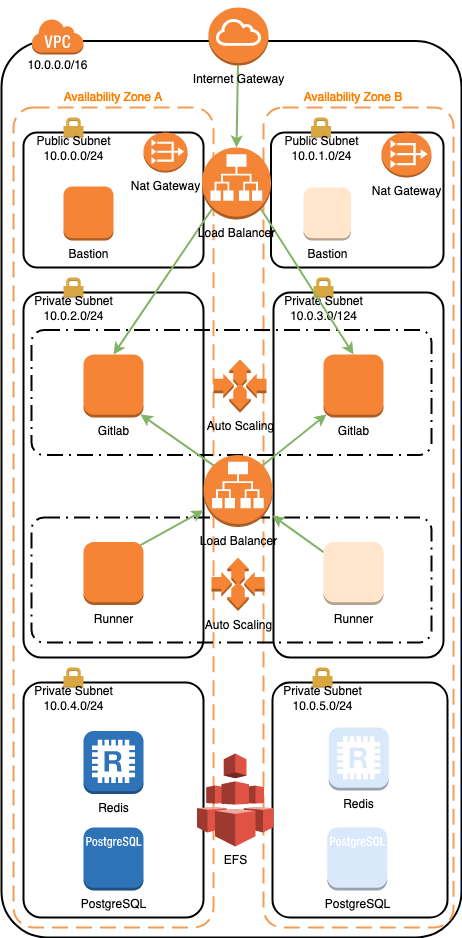 VPC
10.0.0.0/16
Internet Gateway
Availability Zone A
Availability Zone B
Public Subnet
10.0.0.0/24
Nat Gateway
Bastion
Load Balancer
Public Subnet
10.0.1.0/24
Nat Gateway
Bastion
Private Subnet
10.0.2.0/24
Private Subnet
10.0.3.0/124
Gitlab
Auto Scaling
Gitlab
Load Balancer
Runner
Auto Scaling
Runner
Private Subnet
10.0.4.0/24
Private Subnet
10.0.5.0/24
R
Redis
R
Redis
PostgreSQL
PostgreSQL
EFS
PostgreSQL
PostgreSQL